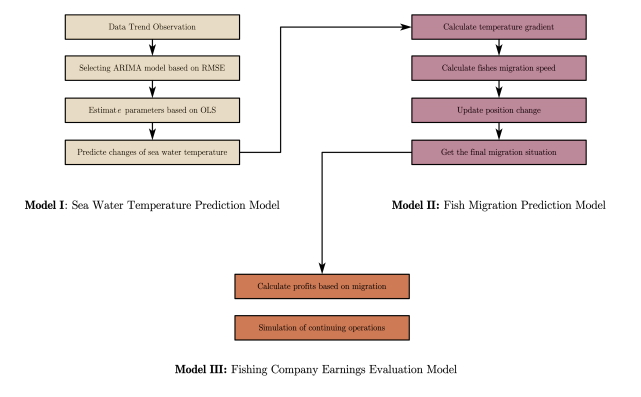 Data Trend Observation
Selecting ARIMA model based on RMSE
Estimate parameters based on OLS
Predicte changes of sea water temperature
Model I: Sea Water Temperature Prediction Model
Calculate temperature gradient
Calculate fishes migration speed
Update position change
Get the final migration situation
Model II: Fish Migration Prediction Model
Calculate profits based on migration
Simulation of continuing operations
Model III: Fishing Company Earnings Evaluation Model